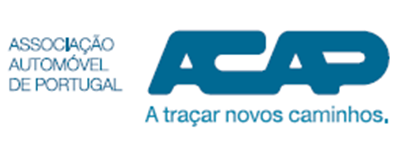 ASSOCIAÇÃO
AUTOMÓVEL
DE PORTUGAL
ACAP
A traçar novos caminhos.